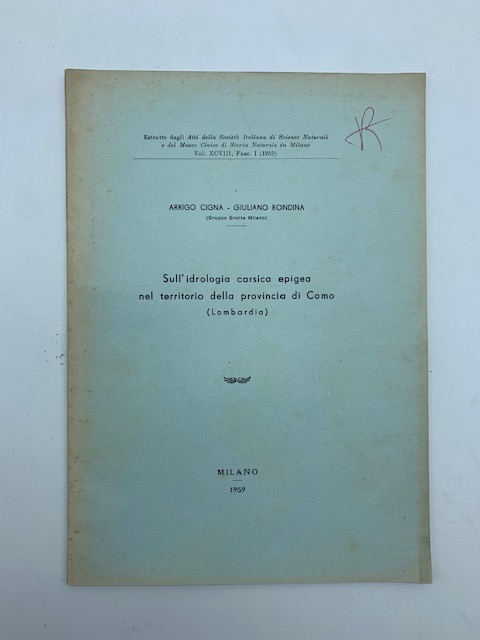 Estratto dagli Atti della Società Italiana di Scienze Naturali
e del Museo Civico di Storia Naturale in Milano
Vol. XCVIII, Fasc. I (1959)
ARRIGO CIGNA - GIULIANO RONDINA
(Gruppo Grotte Milano)
Sull'idrologia carsica epigea
nel territorio della provincia di Como
(Lombardia)
MILANO
1959